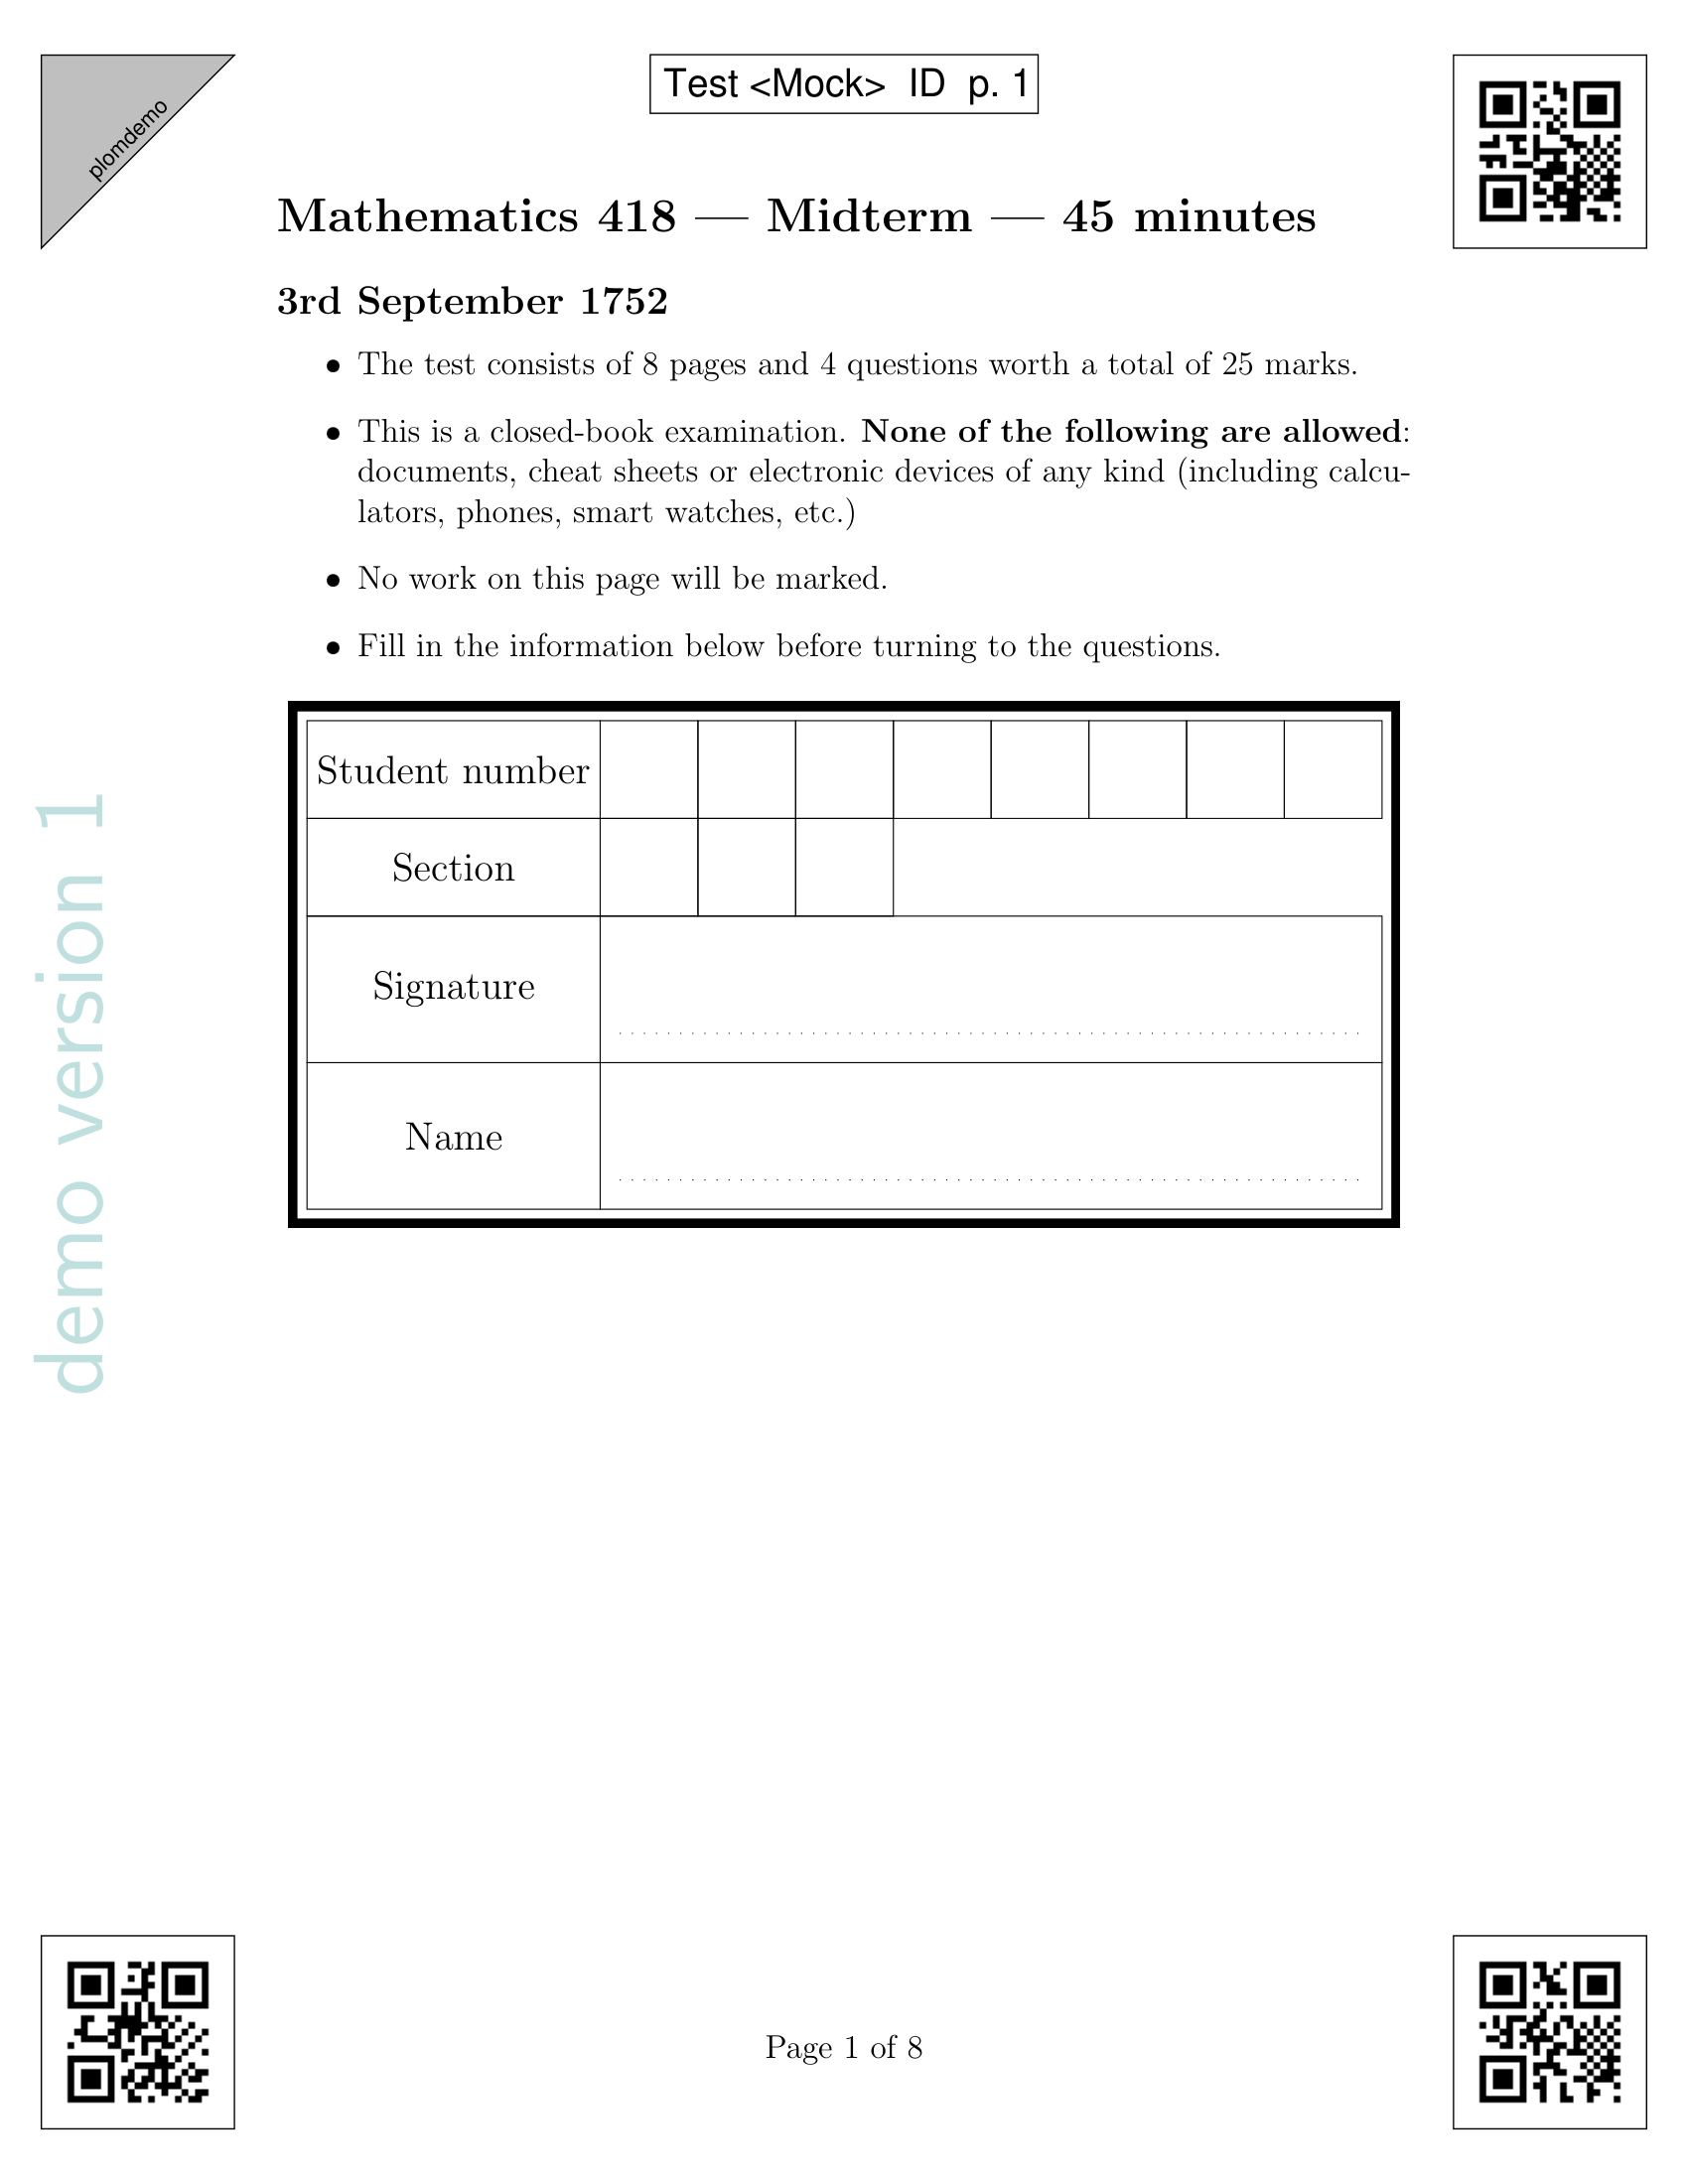 plomdemo
Test <Mock> ID p. 1
Mathematics 418 — Midterm — 45 minutes
3rd September 1752
• The test consists of 8 pages and 4 questions worth a total of 25 marks.
• This is a closed-book examination. None of the following are allowed:
documents, cheat sheets or electronic devices of any kind (including calcu-
lators, phones, smart watches, etc.)
• No work on this page will be marked.
• Fill in the information below before turning to the questions.
Student number
Section
Signature
Name
demo version 1
Page 1 of 8